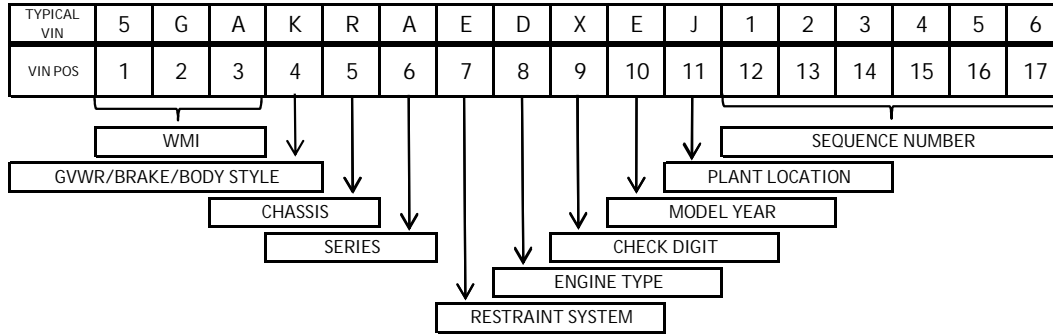 TYPICAL VIN 5 G A K R A E D X E J 1 2 3 4 5 6
VIN POS 1 2 3 4 5 6 7 8 9 10 11 12 13 14 15 16 17
WMI SEQUENCE NUMBER
GVWR/BRAKE/BODY STYLE PLANT LOCATION
CHASSIS MODEL YEAR
SERIES CHECK DIGIT
ENGINE TYPE
RESTRAINT SYSTEM